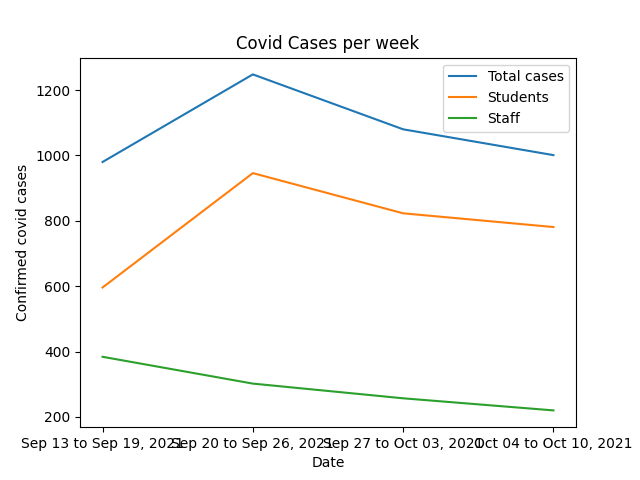 Covid Cases per week
Total cases
Students
Staff
Confirmed covid cases
1200
1000
800
600
400
200
Sep 13 to Sep 19, 2021
Sep 20 to Sep 26, 2021
Sep 27 to Oct 03, 2021
Oct 04 to Oct 10, 2021
Date